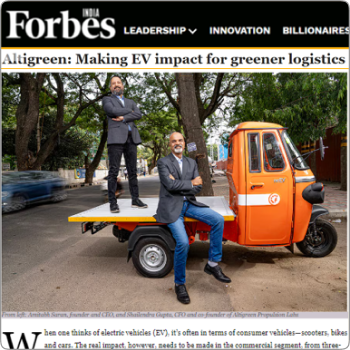 Forbes
INDIA
LEADERSHIP INNOVATION BILLIONAIRES
Altigreen: Making EV impact for greener logistics
From left: Amitabh Saran, founder and CEO, and Shalendra Gupta, CPO and co-founder of Altigreen Propulsion Labs
When one thinks of electric vehicles (EV), it's often in terms of consumer vehicles—scooters, bikes
and cars. The real impact, however, needs to be made in the commercial segment, from three-